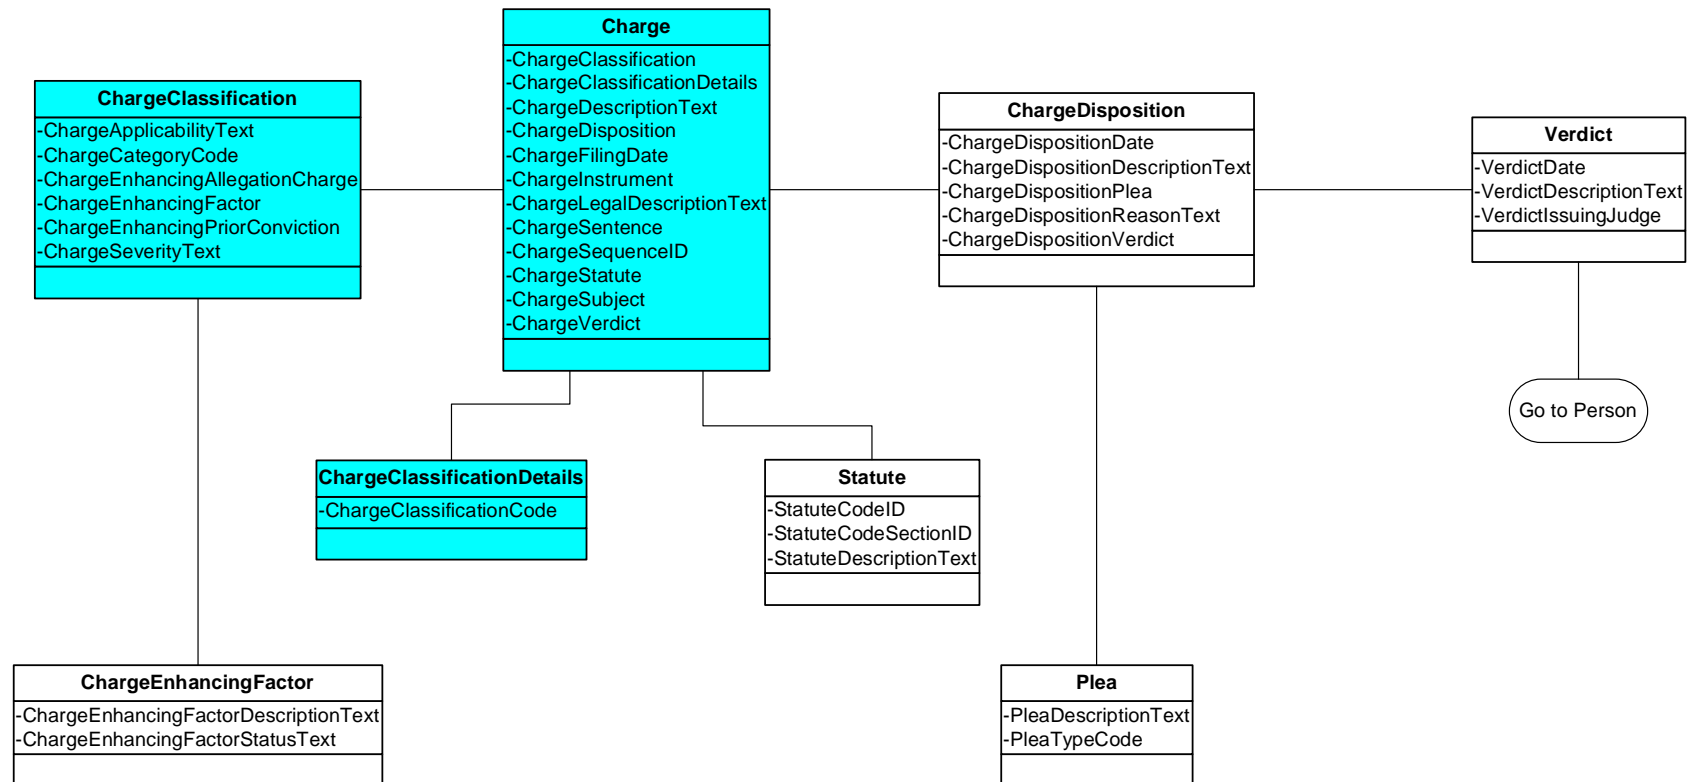 Charge
-ChargeClassification
-ChargeClassificationDetails
-ChargeDescriptionText
-ChargeDisposition
-ChargeFilingDate
-ChargeInstrument
-ChargeLegalDescriptionText
-ChargeSentence
-ChargeSequenceID
-ChargeStatute
-ChargeSubject
-ChargeVerdict
ChargeClassification
-ChargeApplicabilityText
-ChargeCategoryCode
-ChargeEnhancingAllegationCharge
-ChargeEnhancingFactor
-ChargeEnhancingPriorConviction
-ChargeSeverityText
ChargeDisposition
-ChargeDispositionDate
-ChargeDispositionDescriptionText
-ChargeDispositionPlea
-ChargeDispositionReasonText
-ChargeDispositionVerdict
Verdict
-VerdictDate
-VerdictDescriptionText
-VerdictIssuingJudge
Go to Person
ChargeClassificationDetails
-ChargeClassificationCode
Statute
-StatuteCodeID
-StatuteCodeSectionID
-StatuteDescriptionText
ChargeEnhancingFactor
-ChargeEnhancingFactorDescriptionText
-ChargeEnhancingFactorStatusText
Plea
-PleaDescriptionText
-PleaTypeCode